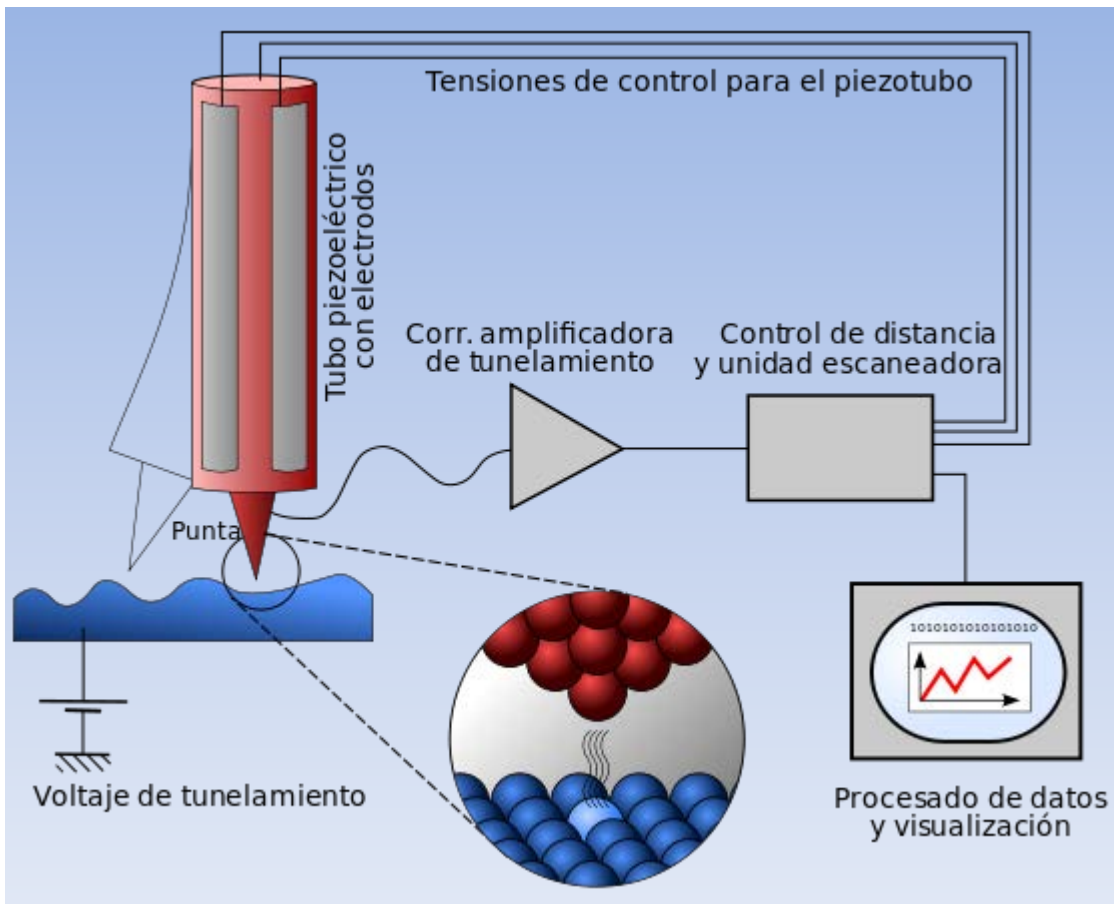 Tensiones de control para el piezotubo
Tubo piezoeléctrico
con electrodos
Corr. amplificadora
de tunelamiento
Control de distancia
y unidad escaneadora
Punta
1010101010101010
Voltaje de tunelamiento
Procesado de datos
y visualización